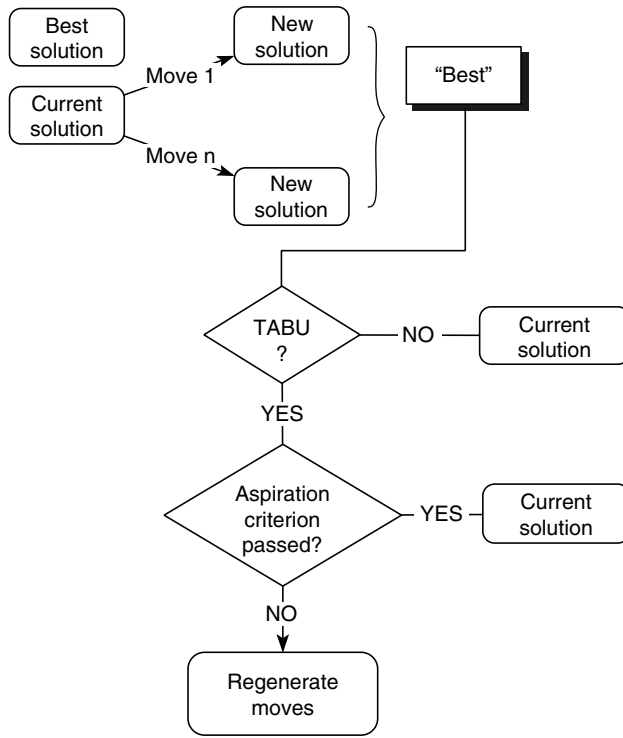 Best
solution
New
solution
"Best"
Move 1
Current
solution
Move n
New
solution
TABU
?
NO
Current
solution
YES
Aspiration
criterion
passed?
YES
Current
solution
NO
Regenerate
moves